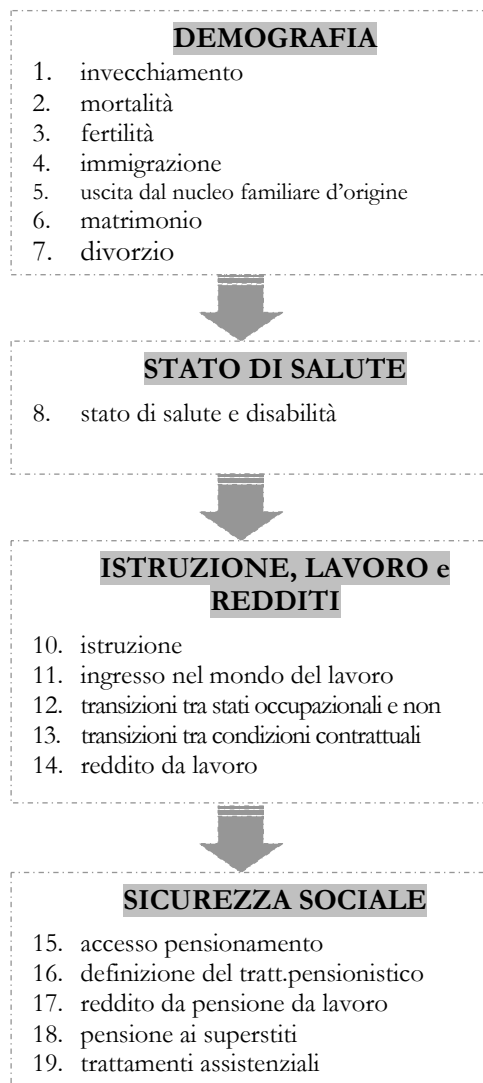 DEMOGRAFIA
1. invecchiamento
2. mortalità
3. fertilità
4. immigrazione
5. uscita dal nucleo familiare d'origine
6. matrimonio
7. divorzio
STATO DI SALUTE
8. stato di salute e disabilità
ISTRUZIONE, LAVORO e
REDDITI
10. istruzione
11. ingresso nel mondo del lavoro
12. transizioni tra stati occupazionali e non
13. transizioni tra condizioni contrattuali
14. reddito da lavoro
SICUREZZA SOCIALE
15. accesso pensionamento
16. definizione del tratt.pensionistico
17. reddito da pensione da lavoro
18. pensione ai superstiti
19. trattamenti assistenziali